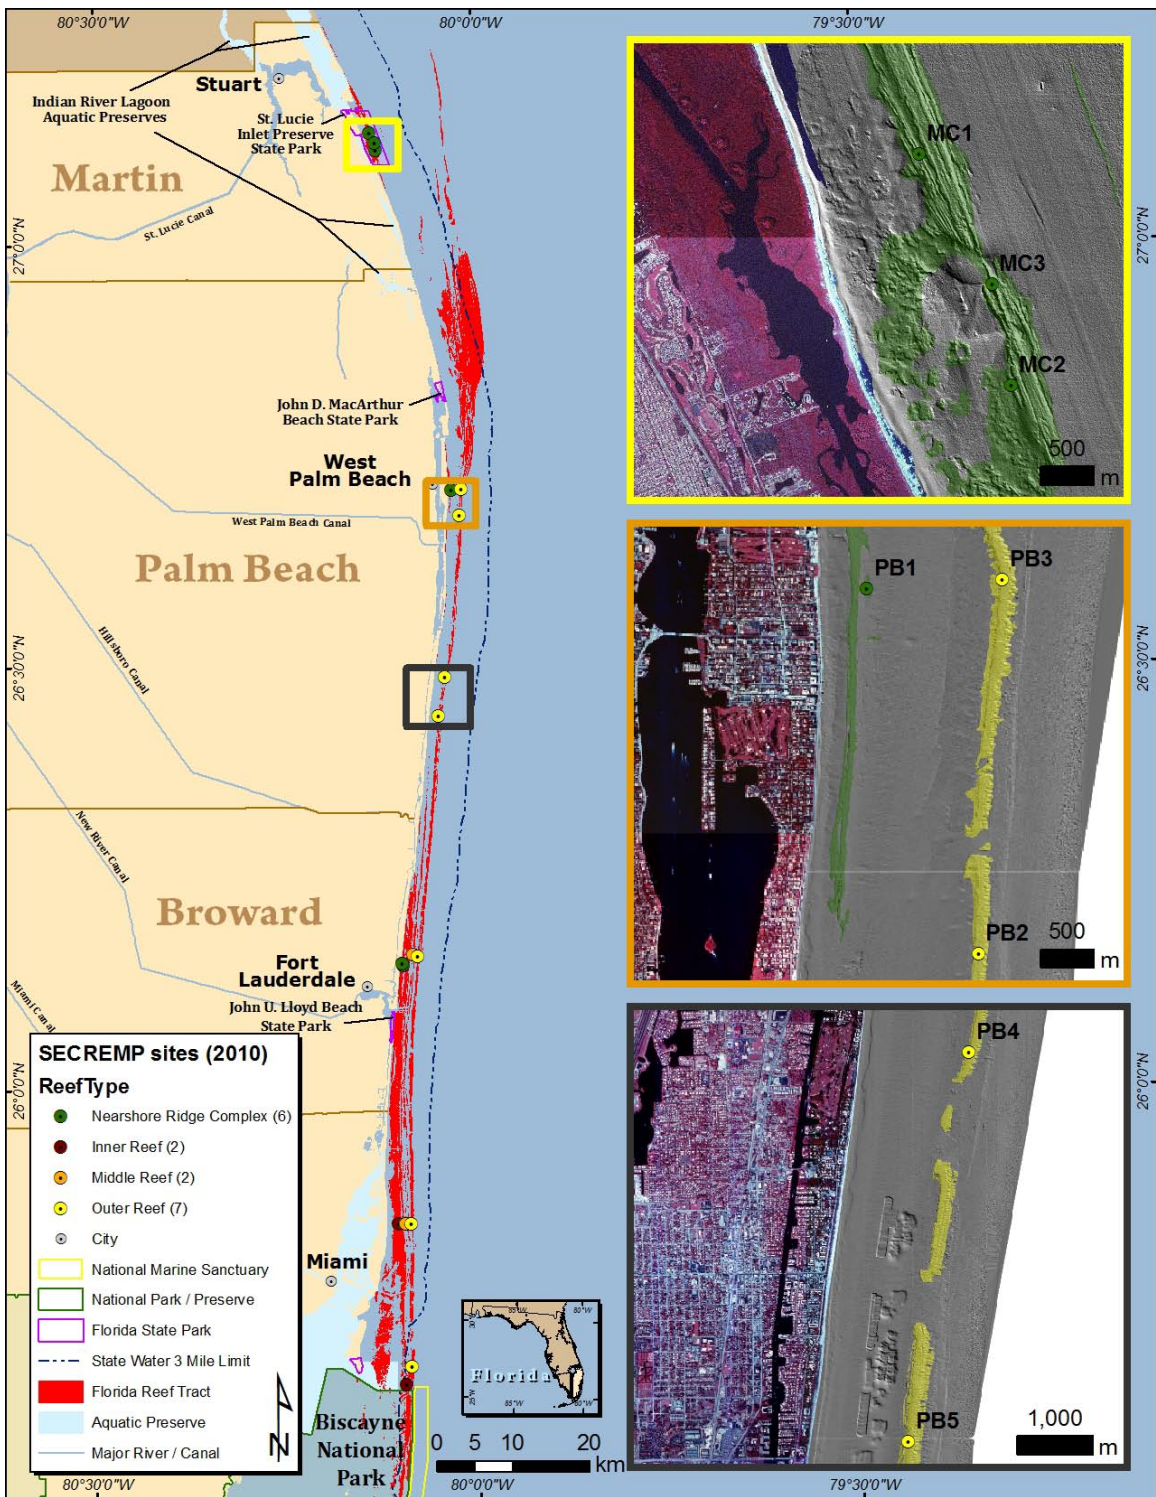 80°30'0"W
80°0'0"W
79°30'0"W
Stuart
Indian River Lagoon
Aquatic Preserves
St. Lucie
Inlet Preserve
State Park
Martin
St. Lucie Canal
27°0'0"N
27°0'0"N
John D. MacArthur
Beach State Park
West
Palm Beach
West Palm Beach Canal
Palm Beach
Hillsboro Canal
26°30'0"N
26°30'0"N
New River Canal
Broward
Fort
Lauderdale
John U. Lloyd Beach
State Park
Miami Canal
26°0'0"N
26°0'0"N
Miami
Biscayne
National
Park
MC1
MC3
MC2
500
m
PB1
PB3
PB2
500
m
PB4
PB5
1,000
m
SECREMP sites (2010)
ReefType
Nearshore Ridge Complex (6)
Inner Reef (2)
Middle Reef (2)
Outer Reef (7)
City
National Marine Sanctuary
National Park / Preserve
Florida State Park
State Water 3 Mile Limit
Florida Reef Tract
Aquatic Preserve
Major River / Canal
N
85°W
80°W
30°N
Florida
25°N
85°W
80°W
0 5 10 20
km
80°30'0"W
80°0'0"W
79°30'0"W